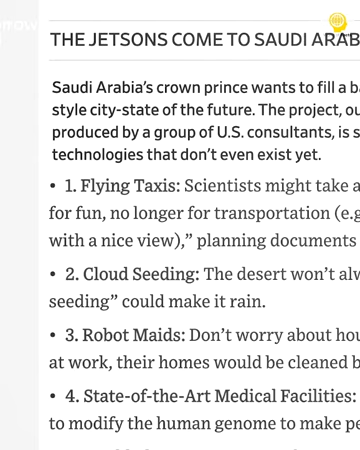 THE JETSONS COME TO SAUDI ARAB
Saudi Arabia's crown prince wants to fill a
style city-state of the future. The project,
produced by a group of U.S. consultants, is
technologies that don't even exist yet.
• 1. Flying Taxis: Scientists might take a
for fun, no longer for transportation (e.g
with a nice view)," planning documents
• 2. Cloud Seeding: The desert won't
seeding" could make it rain.
• 3. Robot Maids: Don't worry about
at work, their homes would be cleaned
• 4. State-of-the-Art Medical Facilities:
to modify the human genome to make